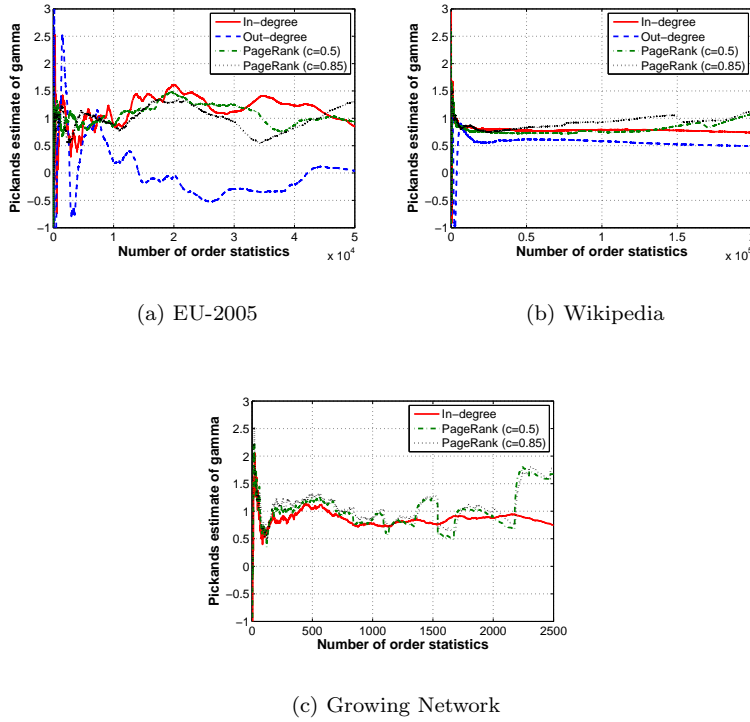 3
2.5
2
1.5
1
0.5
0
−0.5
−1
Pickands estimate of gamma
In−degree
Out−degree
PageRank (c=0.5)
PageRank (c=0.85)
0 1 2 3 4 5
x 10^4
Number of order statistics
(a) EU-2005
3
2.5
2
1.5
1
0.5
0
−0.5
−1
Pickands estimate of gamma
In−degree
Out−degree
PageRank (c=0.5)
PageRank (c=0.85)
0 0.5 1 1.5 2
Number of order statistics
(b) Wikipedia
3
2.5
2
1.5
1
0.5
0
−0.5
−1
Pickands estimate of gamma
In−degree
PageRank (c=0.5)
PageRank (c=0.85)
0 500 1000 1500 2000 2500
Number of order statistics
(c) Growing Network